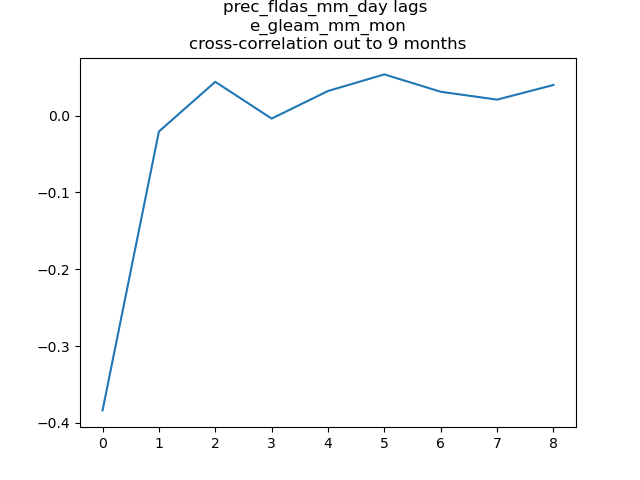 prec_fldas_mm_day lags
e_gleam_mm_mon
cross-correlation out to 9 months
0.0
−0.1
−0.2
−0.3
−0.4
0 1 2 3 4 5 6 7 8